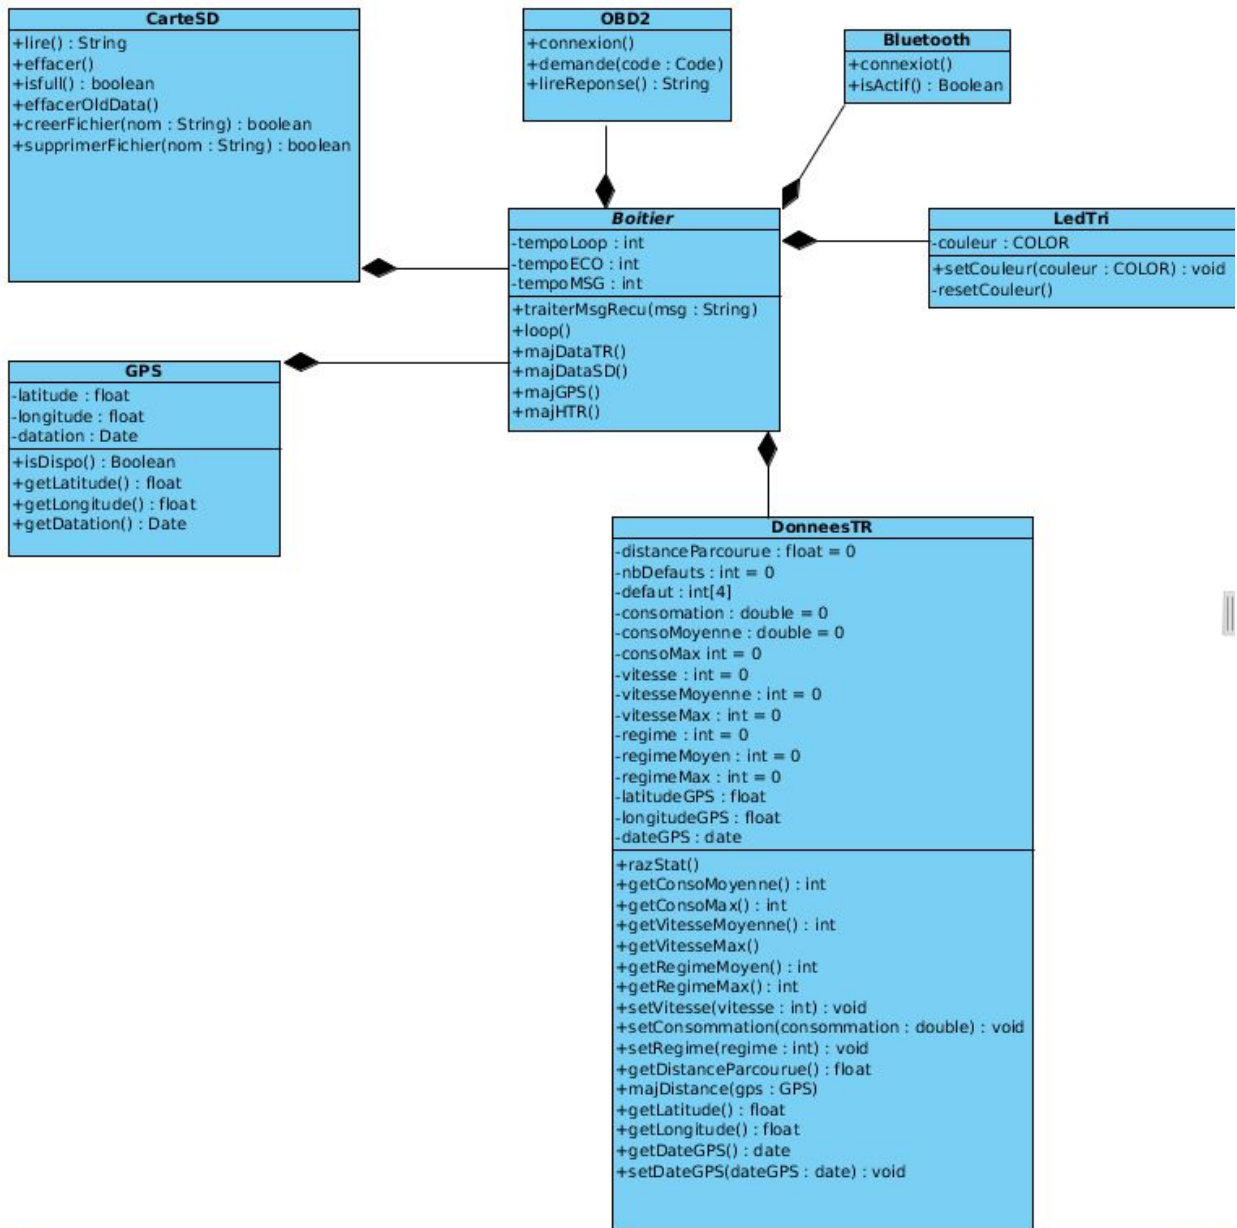 CarteSD
+lire() : String
+effacer()
+isfull() : boolean
+effacerOldData()
+creerFichier(nom : String) : boolean
+supprimerFichier(nom : String) : boolean
OBD2
+connexion()
+demande(code : Code)
+lireReponse() : String
Bluetooth
+connexiot()
+isActif() : Boolean
Boitier
-tempoLoop : int
-tempoECO : int
-tempoMSG : int
+traiterMsgRecu(msg : String)
+loop()
+majDataTR()
+majDataSD()
+majGPS()
+majHTR()
LedTri
-couleur : COLOR
+setCouleur(couleur : COLOR) : void
-resetCouleur()
GPS
-latitude : float
-longitude : float
-datation : Date
+isDispo() : Boolean
+getLatitude() : float
+getLongitude() : float
+getDatation() : Date
DonneesTR
-distanceParcourue : float = 0
-nbDefauts : int = 0
-defaut : int[4]
-consomation : double = 0
-consoMoyenne : double = 0
-consoMax int = 0
-vitesse : int = 0
-vitesseMoyenne : int = 0
-vitesseMax : int = 0
-regime : int = 0
-regimeMoyen : int = 0
-regimeMax : int = 0
-latitudeGPS : float
-longitudeGPS : float
-dateGPS : date
+razStat()
+getConsoMoyenne() : int
+getConsoMax() : int
+getVitesseMoyenne() : int
+getVitesseMax()
+getRegimeMoyen() : int
+getRegimeMax() : int
+setVitesse(vitesse : int) : void
+setConsommation(consommation : double) : void
+setRegime(regime : int) : void
+getDistanceParcourue() : float
+majDistance(gps : GPS)
+getLatitude() : float
+getLongitude() : float
+getDateGPS() : date
+setDateGPS(dateGPS : date) : void